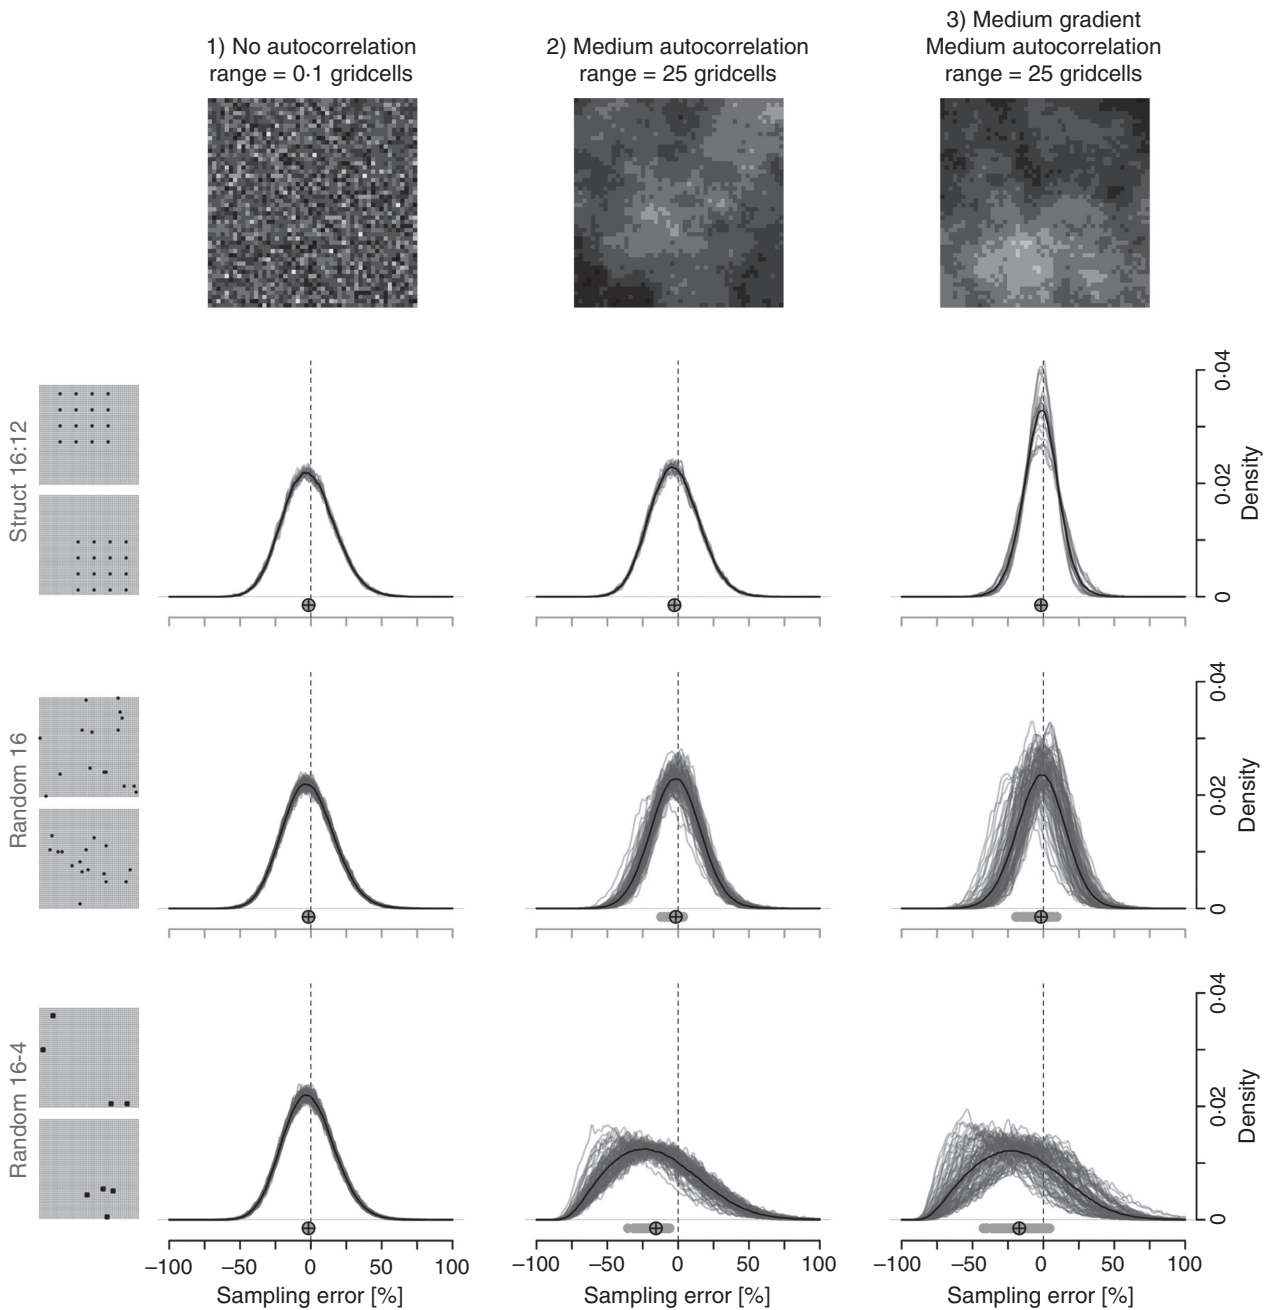 1) No autocorrelation
range = 0·1 gridcells
2) Medium autocorrelation
range = 25 gridcells
3) Medium gradient
Medium autocorrelation
range = 25 gridcells
Struct 16:12
0·04
0·02
0
Density
Random 16
0·04
0·02
0
Density
Random 16-4
0·04
0·02
0
Density
−100 −50 0 50 100
−100 −50 0 50 100
−100 −50 0 50 100
Sampling error [%]
Sampling error [%]
Sampling error [%]